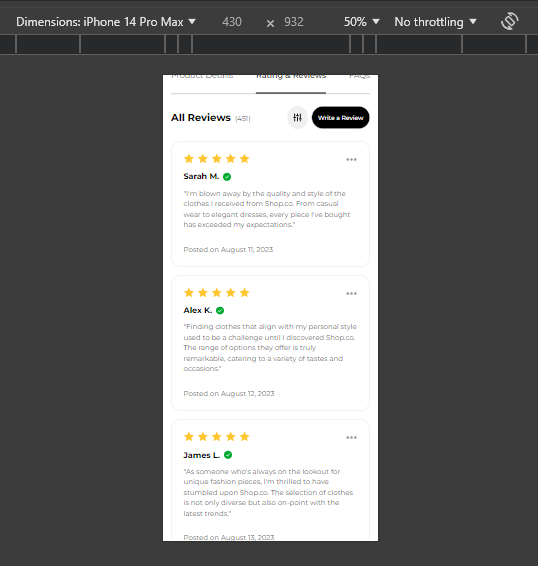 Dimensions: iPhone 14 Pro Max ▼ 430 × 932 50% ▼ No throttling ▼
Product Details Rating & Reviews FAQs
All Reviews (451) Write a Review
Sarah M.
"I'm blown away by the quality and style of the
clothes I received from Shop.co. From casual
wear to elegant dresses, every piece I've bought
has exceeded my expectations."
Posted on August 11, 2023
Alex K.
"Finding clothes that align with my personal style
used to be a challenge until I discovered Shop.co.
The range of options they offer is truly
remarkable, catering to a variety of tastes and
occasions."
Posted on August 12, 2023
James L.
"As someone who's always on the lookout for
unique fashion pieces, I'm thrilled to have
stumbled upon Shop.co. The selection of clothes
is not only diverse but also on-point with the
latest trends."
Posted on August 13, 2023